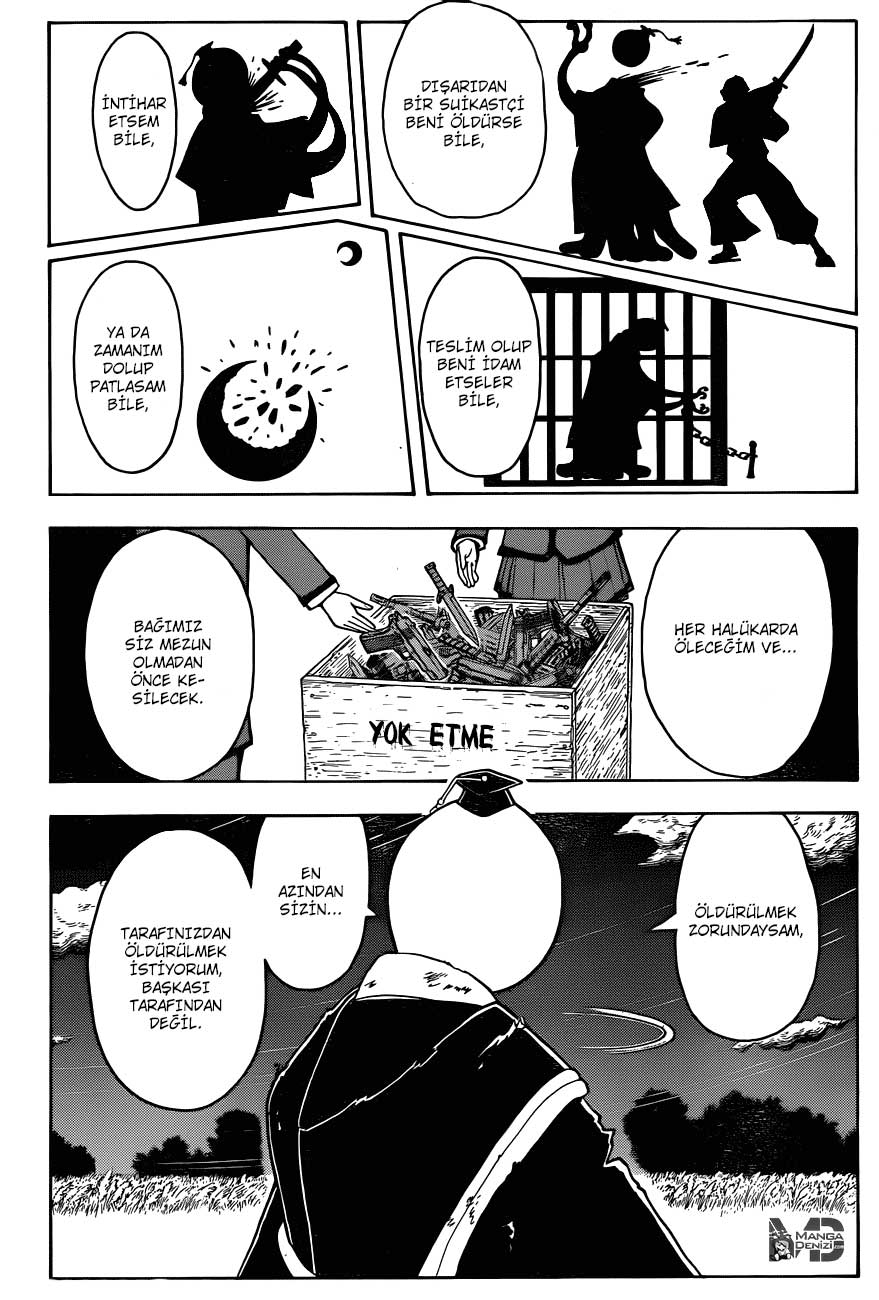 DIŞARIDAN
BİR SUİKASTÇİ
BENİ ÖLDÜRSE
BİLE,
İNTİHAR
ETSEM
BİLE,
TESLİM OLUP
BENİ İDAM
ETSELER
BİLE,
YA DA
ZAMANIM
DOLUP
PATLASAM
BİLE,
HER HALÜKARDA
ÖLECEĞİM VE...
BAĞIMIZ
SİZ MEZUN
OLMADAN
ÖNCE KE-
SİLECEK.
YOK ETME
ÖLDÜRÜLMEK
ZORUNDAYSAM,
EN
AZINDAN
SİZİN...
TARAFINIZDAN
ÖLDÜRÜLMEK
İSTİYORUM,
BAŞKASI
TARAFINDAN
DEĞİL.
MANGA
DENİZİ.com